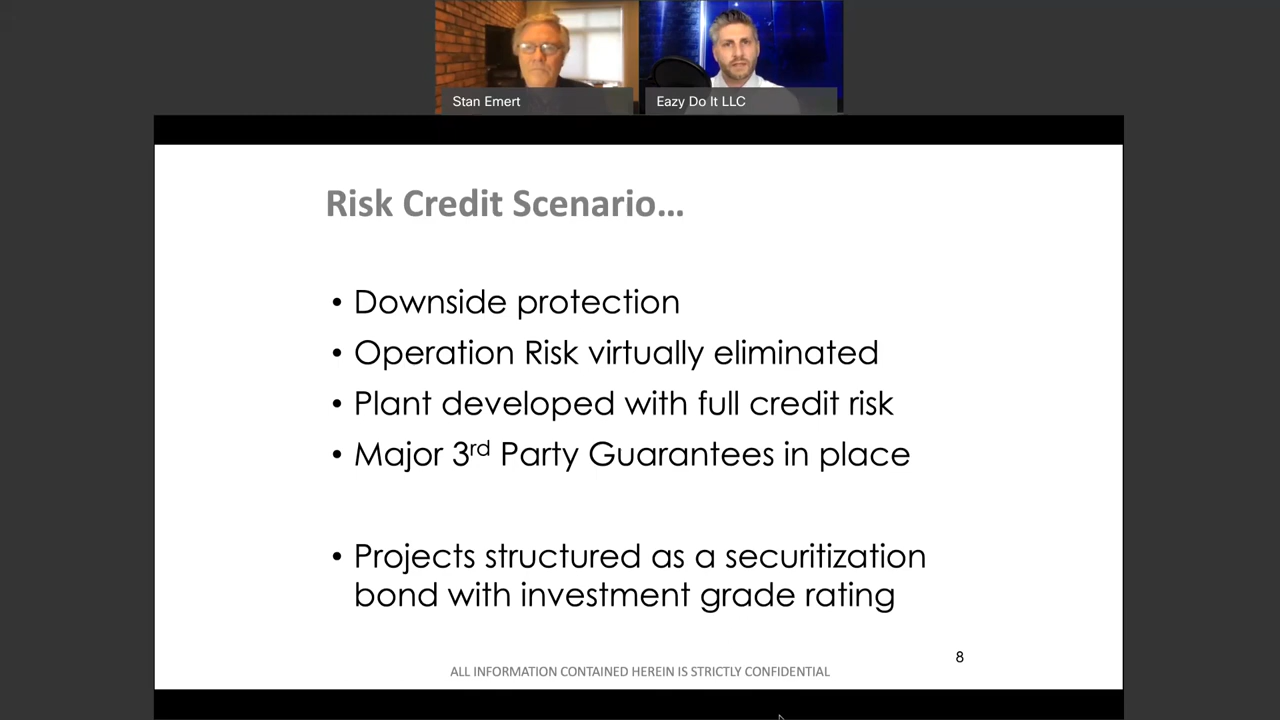 Stan Emert
Eazy Do It LLC
Risk Credit Scenario...
• Downside protection
• Operation Risk virtually eliminated
• Plant developed with full credit risk
• Major 3rd Party Guarantees in place
• Projects structured as a securitization
bond with investment grade rating
8
ALL INFORMATION CONTAINED HEREIN IS STRICTLY CONFIDENTIAL